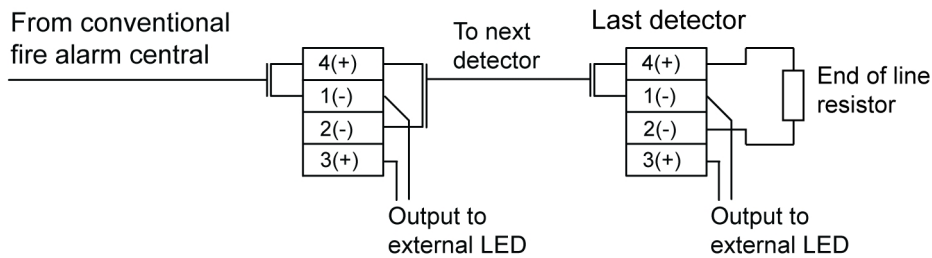 From conventional
fire alarm central
4(+)
1(-)
2(-)
3(+)
Output to
external LED
To next
detector
Last detector
4(+)
1(-)
2(-)
3(+)
End of line
resistor
Output to
external LED